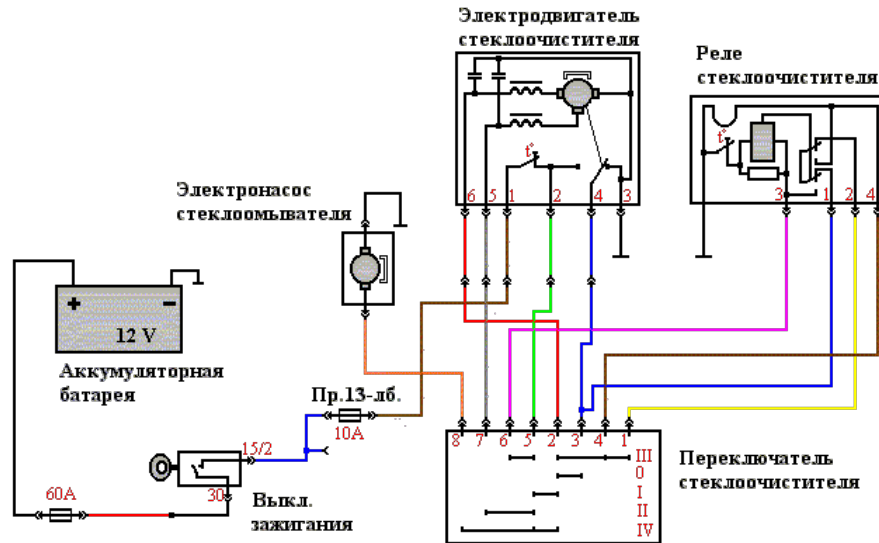 Электродвигатель
стеклоочистителя
Реле
стеклоочистителя
t°
6 5 1 2 4 3
t°
3 1 2 4
Электронасос
стеклоомывателя
+ −
12 V
Аккумуляторная
батарея
Пр.13-лб.
10А
15/2
30
60А
Выкл.
зажигания
8 7 6 5 2 3 4 1
III
0
I
II
IV
Переключатель
стеклоочистителя